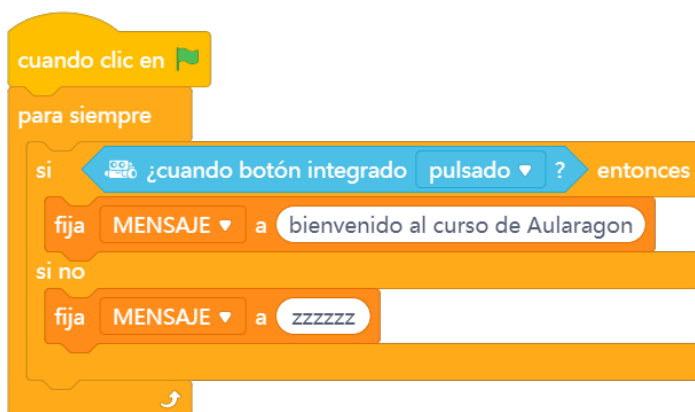 cuando clic en
para siempre
si ¿cuando botón integrado pulsado ? entonces
fija MENSAJE a bienvenido al curso de Aularagon
si no
fija MENSAJE a zzzzzz